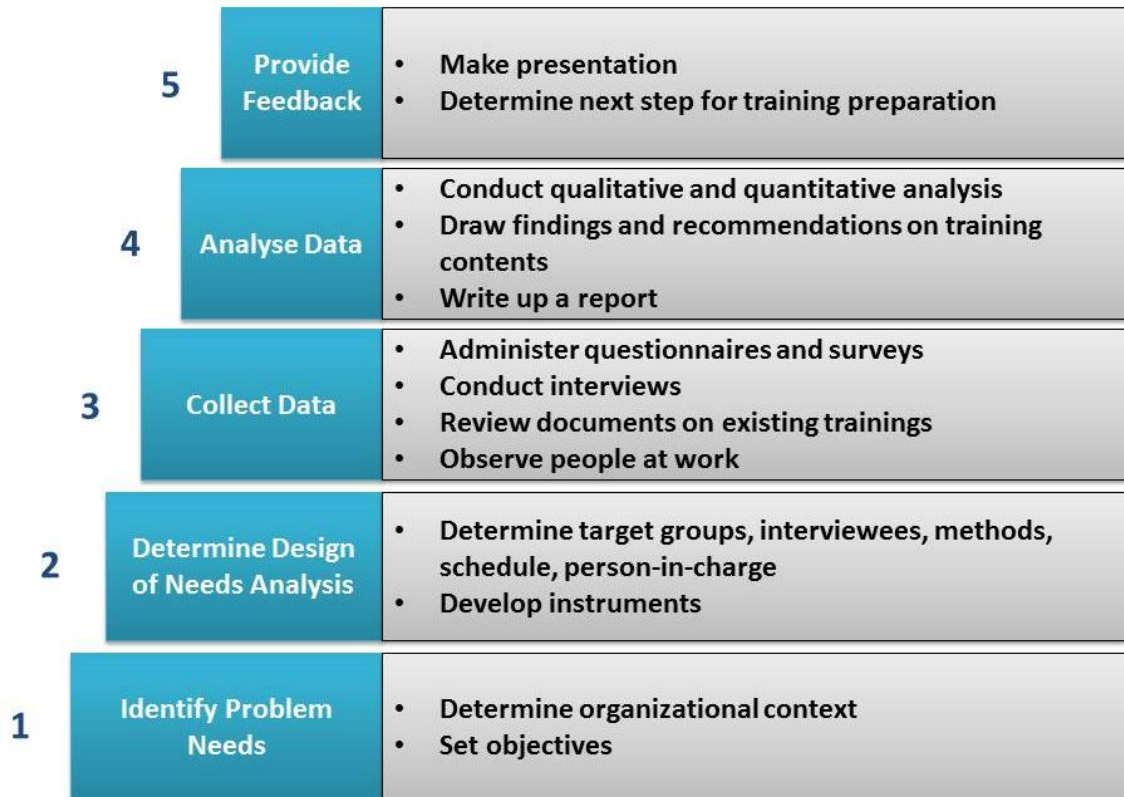 5
Provide
Feedback
• Make presentation
• Determine next step for training preparation
4
Analyse Data
• Conduct qualitative and quantitative analysis
• Draw findings and recommendations on training
contents
• Write up a report
3
Collect Data
• Administer questionnaires and surveys
• Conduct interviews
• Review documents on existing trainings
• Observe people at work
2
Determine Design
of Needs Analysis
• Determine target groups, interviewees, methods,
schedule, person-in-charge
• Develop instruments
1
Identify Problem
Needs
• Determine organizational context
• Set objectives